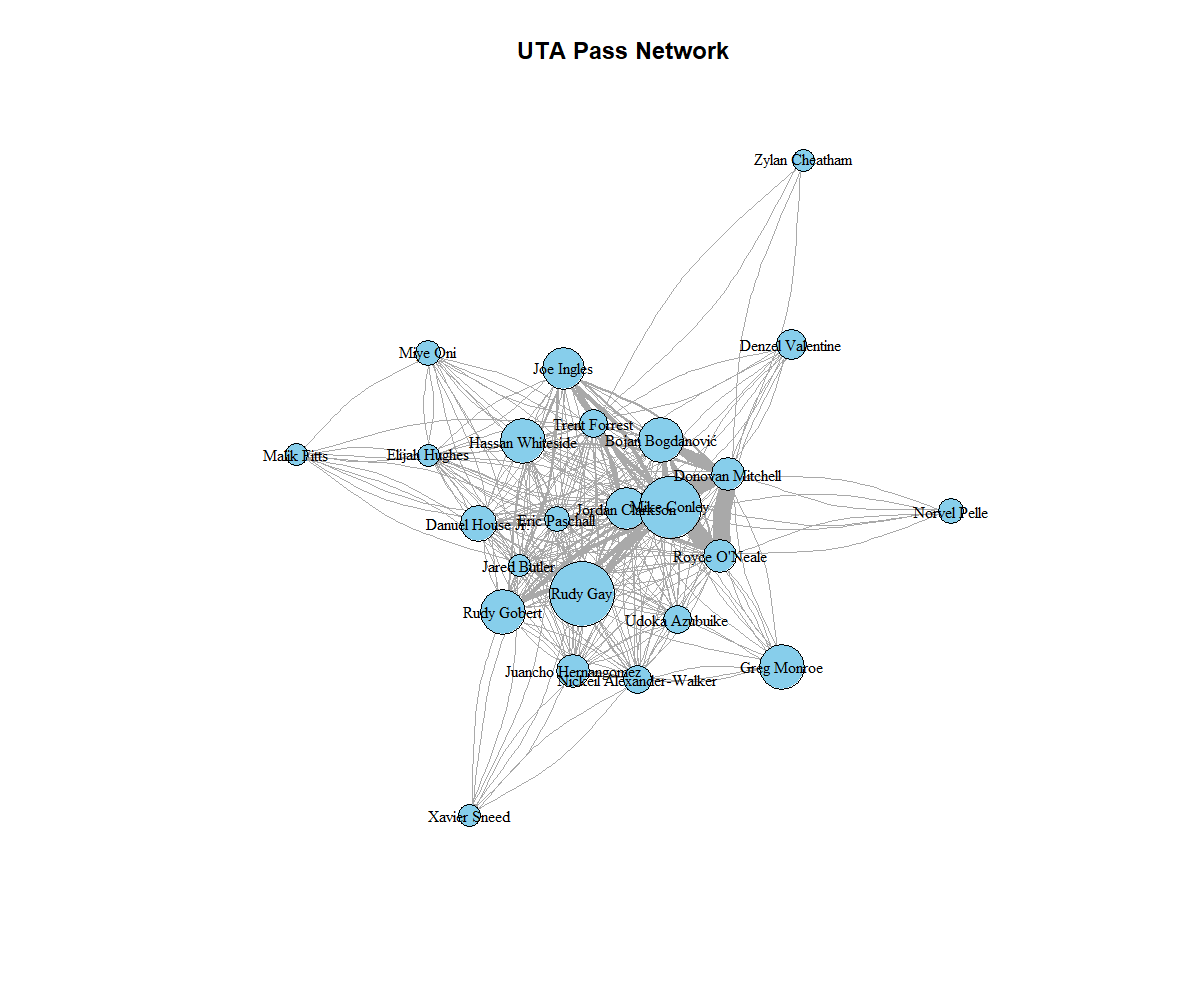 UTA Pass Network
Zylan Cheatham
Denzel Valentine
Miye Oni
Joe Ingles
Trent Forrest
Bojan Bogdanović
Hassan Whiteside
Malik Fitts
Elijah Hughes
Donovan Mitchell
Jordan Clarkson
Mike Conley
Norvel Pelle
Eric Paschall
Danuel House Jr.
Royce O'Neale
Jared Butler
Rudy Gay
Rudy Gobert
Udoka Azubuike
Greg Monroe
Juancho Hernangomez
Nickeil Alexander-Walker
Xavier Sneed